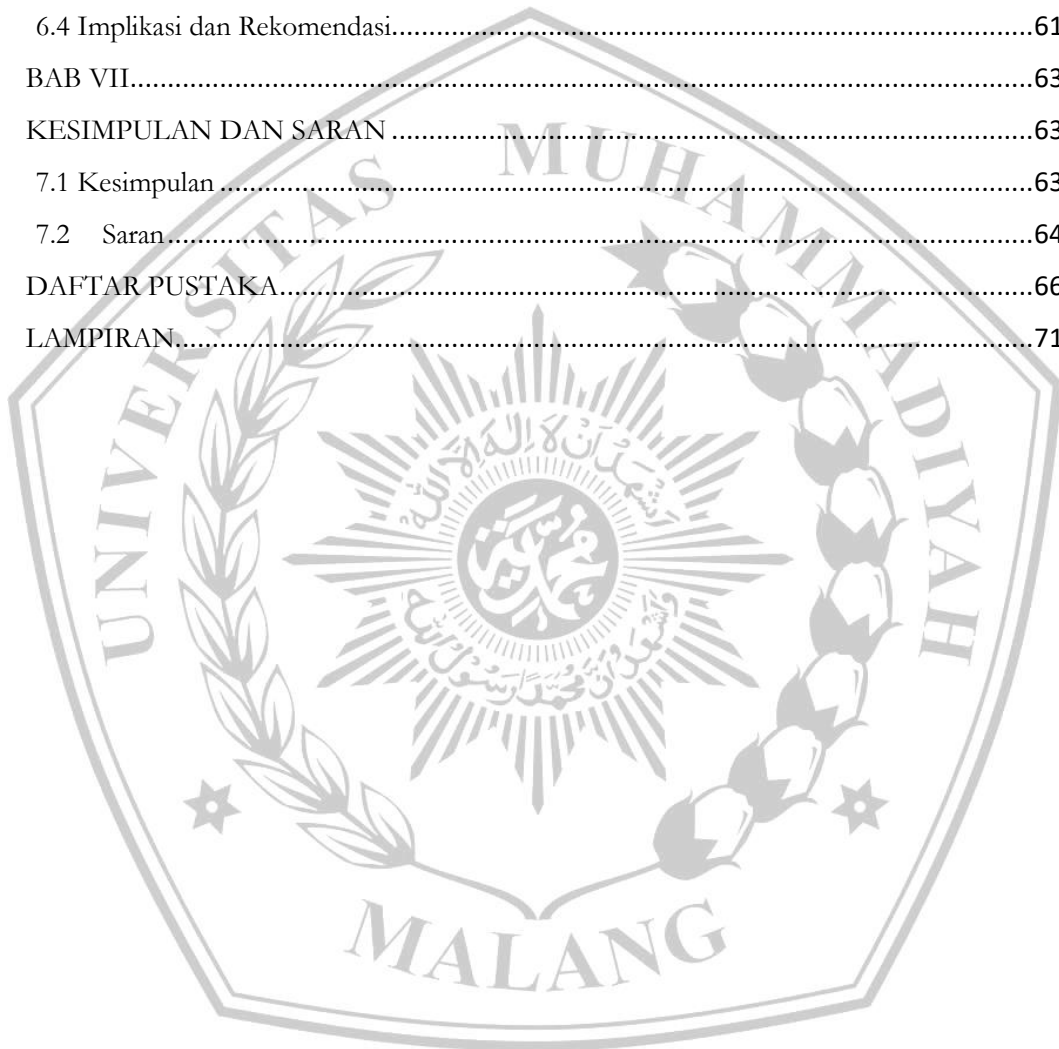 6.4 Implikasi dan Rekomendasi....................................................................................61
BAB VII....................................................................................63
KESIMPULAN DAN SARAN....................................................................................63
7.1 Kesimpulan....................................................................................63
7.2 Saran....................................................................................64
DAFTAR PUSTAKA....................................................................................66
LAMPIRAN....................................................................................71
UNIVERSITAS MUHAMMADIYAH
MALANG